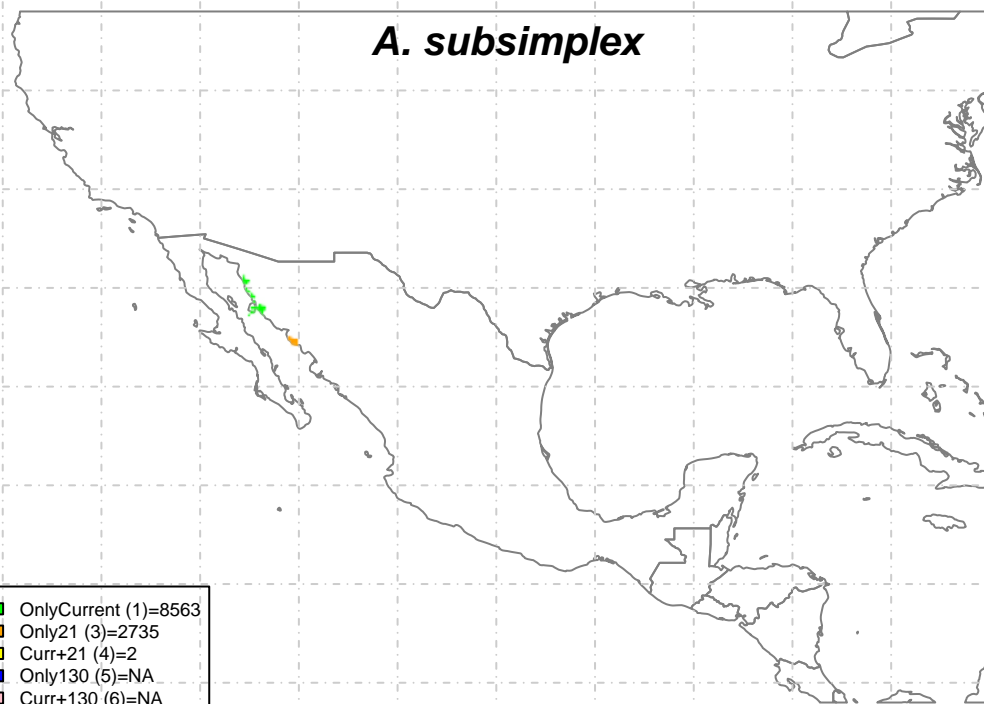 A. subsimplex
OnlyCurrent (1)=8563
Only21 (3)=2735
Curr+21 (4)=2
Only130 (5)=NA
Curr+130 (6)=NA